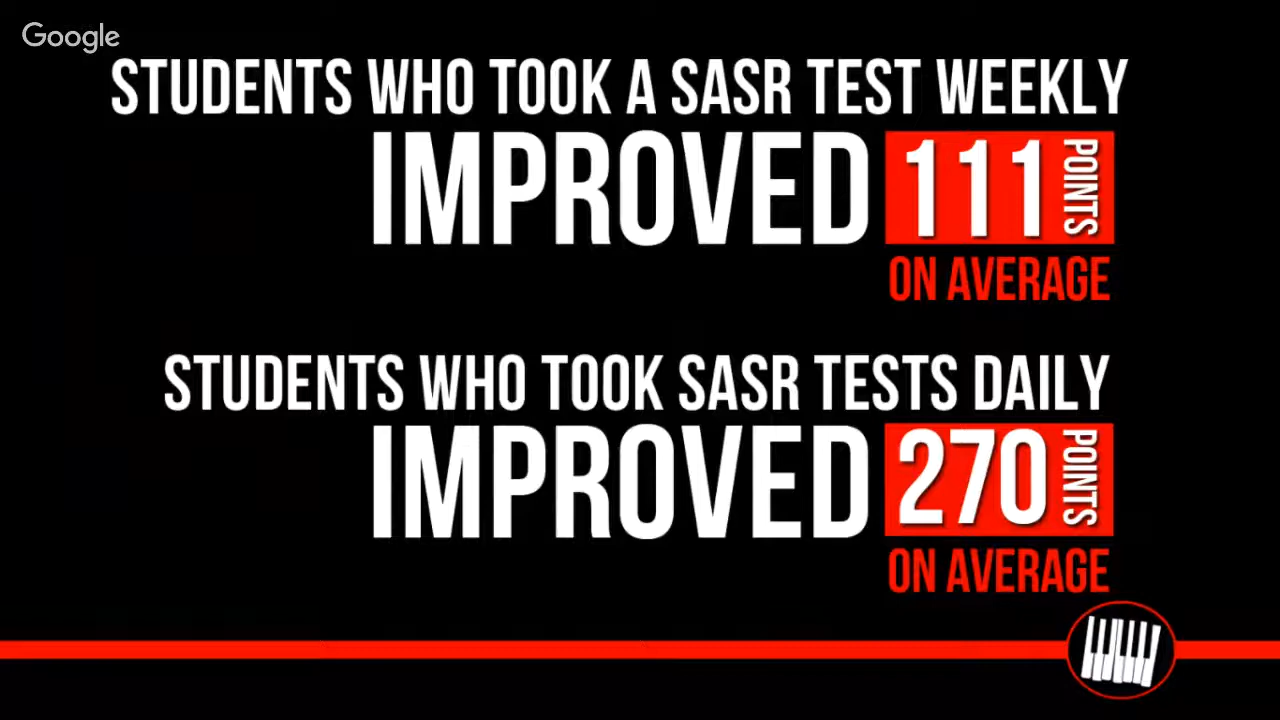 Google
STUDENTS WHO TOOK A SASR TEST WEEKLY
IMPROVED 111 POINTS
ON AVERAGE
STUDENTS WHO TOOK SASR TESTS DAILY
IMPROVED 270 POINTS
ON AVERAGE